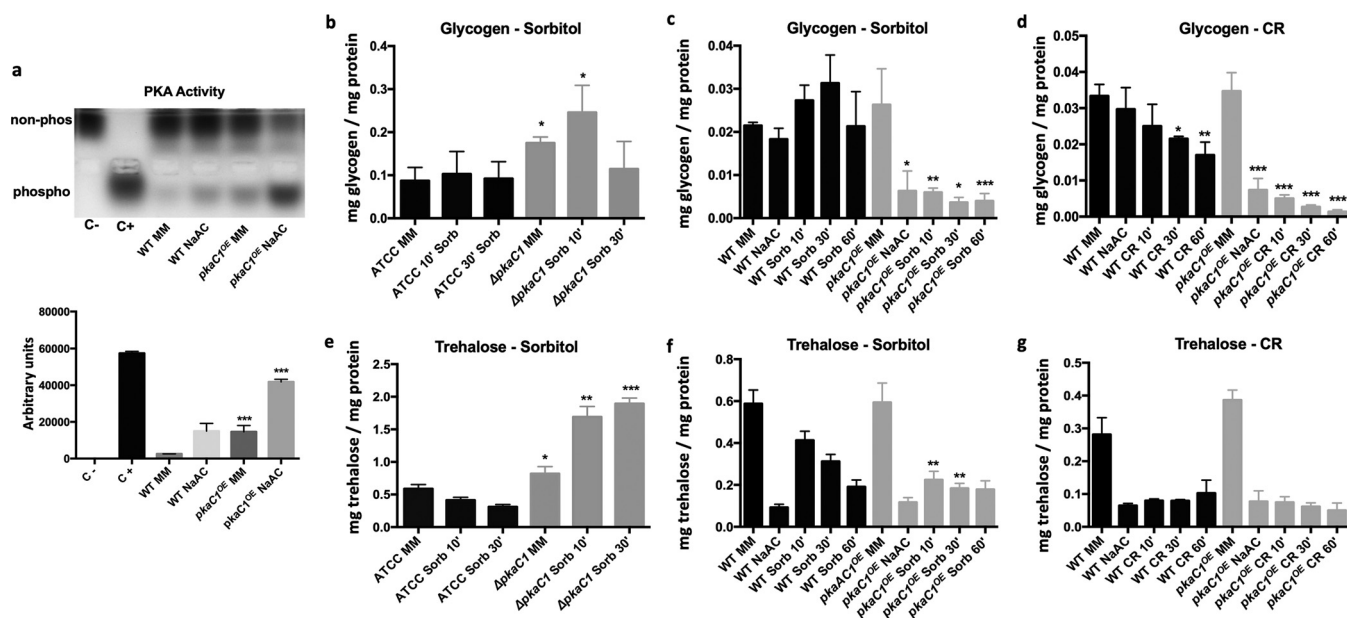 a
PKA Activity
non-phos
phospho
C-
C+
WT MM
WT NaAC
pkaC1ᴼᴱ MM
pkaC1ᴼᴱ NaAC
Arbitrary units
80000
60000
40000
20000
0
***
***
C -
C +
WT MM
WT NaAC
pkaC1ᴼᴱ MM
pkaC1ᴼᴱ NaAC
b
Glycogen - Sorbitol
mg glycogen / mg protein
0.4
0.3
0.2
0.1
0.0
*
*
ATCC MM
ATCC 10' Sorb
ATCC 30' Sorb
ΔpkaC1 MM
ΔpkaC1 Sorb 10'
ΔpkaC1 Sorb 30'
c
Glycogen - Sorbitol
mg glycogen / mg protein
0.04
0.03
0.02
0.01
0.00
*
**
*
***
WT MM
WT NaAC
WT Sorb 10'
WT Sorb 30'
WT Sorb 60'
pkaC1ᴼᴱ MM
pkaC1ᴼᴱ NaAC
pkaC1ᴼᴱ Sorb 10'
pkaC1ᴼᴱ Sorb 30'
pkaC1ᴼᴱ Sorb 60'
d
Glycogen - CR
mg glycogen / mg protein
0.05
0.04
0.03
0.02
0.01
0.00
*
**
***
***
***
***
WT MM
WT NaAC
WT CR 10'
WT CR 30'
WT CR 60'
pkaC1ᴼᴱ MM
pkaC1ᴼᴱ NaAC
pkaC1ᴼᴱ CR 10'
pkaC1ᴼᴱ CR 30'
pkaC1ᴼᴱ CR 60'
e
Trehalose - Sorbitol
mg trehalose / mg protein
2.5
2.0
1.5
1.0
0.5
0.0
*
**
***
ATCC MM
ATCC Sorb 10'
ATCC Sorb 30'
ΔpkaC1 MM
ΔpkaC1 Sorb 10'
ΔpkaC1 Sorb 30'
f
Trehalose - Sorbitol
mg trehalose / mg protein
0.8
0.6
0.4
0.2
0.0
**
**
WT MM
WT NaAC
WT Sorb 10'
WT Sorb 30'
WT Sorb 60'
pkaAC1ᴼᴱ MM
pkaC1ᴼᴱ NaAC
pkaC1ᴼᴱ Sorb 10'
pkaC1ᴼᴱ Sorb 30'
pkaC1ᴼᴱ Sorb 60'
g
Trehalose - CR
mg trehalose / mg protein
0.5
0.4
0.3
0.2
0.1
0.0
WT MM
WT NaAC
WT CR 10'
WT CR 30'
WT CR 60'
pkaC1ᴼᴱ MM
pkaC1ᴼᴱ NaAC
pkaC1ᴼᴱ CR 10'
pkaC1ᴼᴱ CR 30'
pkaC1ᴼᴱ CR 60'